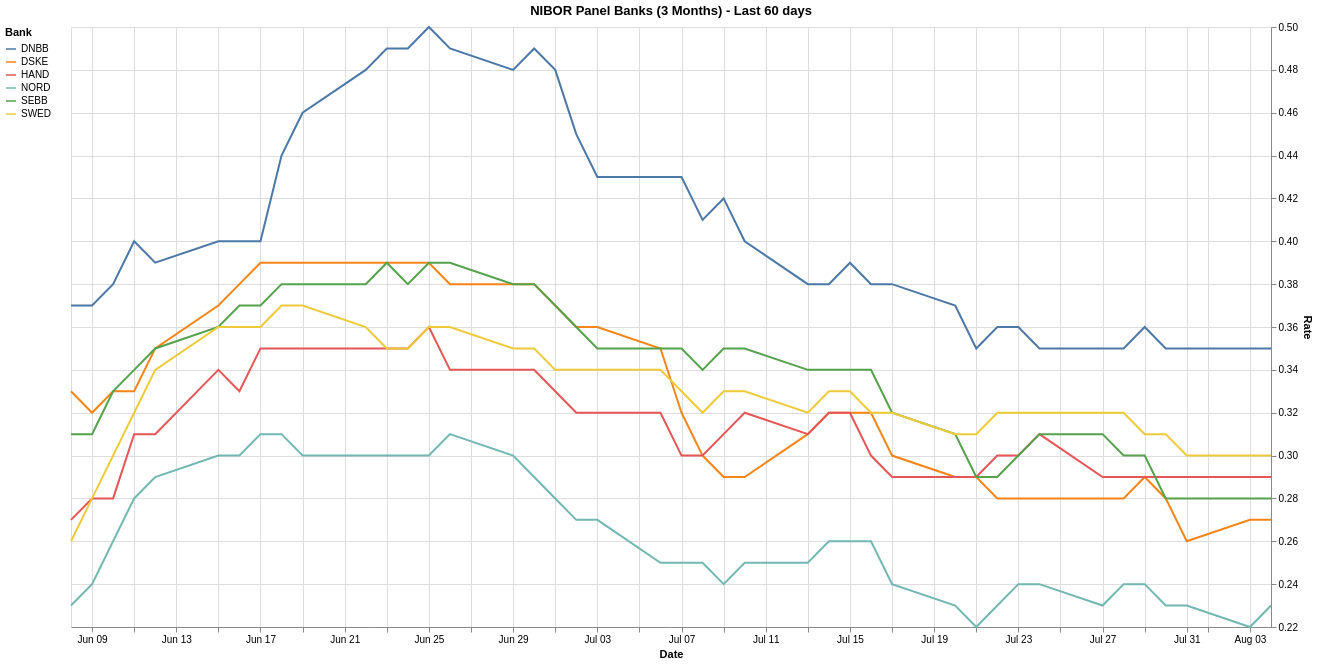 NIBOR Panel Banks (3 Months) - Last 60 days
Bank
DNBB
DSKE
HAND
NORD
SEBB
SWED
0.50
0.48
0.46
0.44
0.42
0.40
0.38
0.36
0.34
0.32
0.30
0.28
0.26
0.24
0.22
Rate
Jun 09 Jun 13 Jun 17 Jun 21 Jun 25 Jun 29 Jul 03 Jul 07 Jul 11 Jul 15 Jul 19 Jul 23 Jul 27 Jul 31 Aug 03
Date